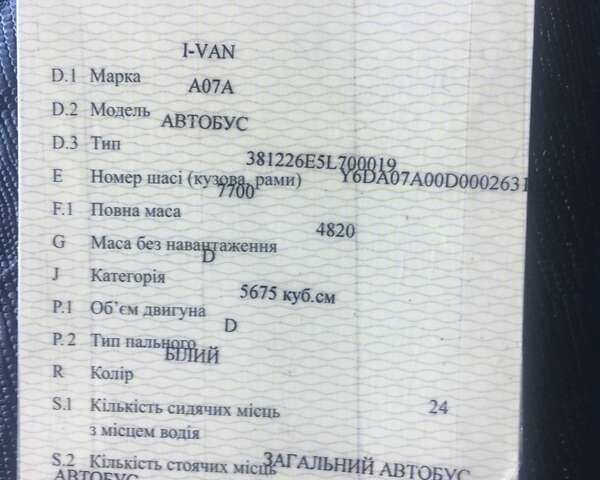 I-VAN
D.1 Марка
A07A
D.2 Модель
АВТОБУС
D.3 Тип
381226E5L700019
E Номер шасі (кузова, рами) Y6DA07A00D0002631
7700
F.1 Повна маса
4820
G Маса без навантаження
D
J Категорія
5675 куб.см
P.1 Об’єм двигуна
D
P.2 Тип пального
БІЛИЙ
R Колір
S.1 Кількість сидячих місць 24
з місцем водія
ЗАГАЛЬНИЙ АВТОБУС
S.2 Кількість стоячих місць
АВТОБУС